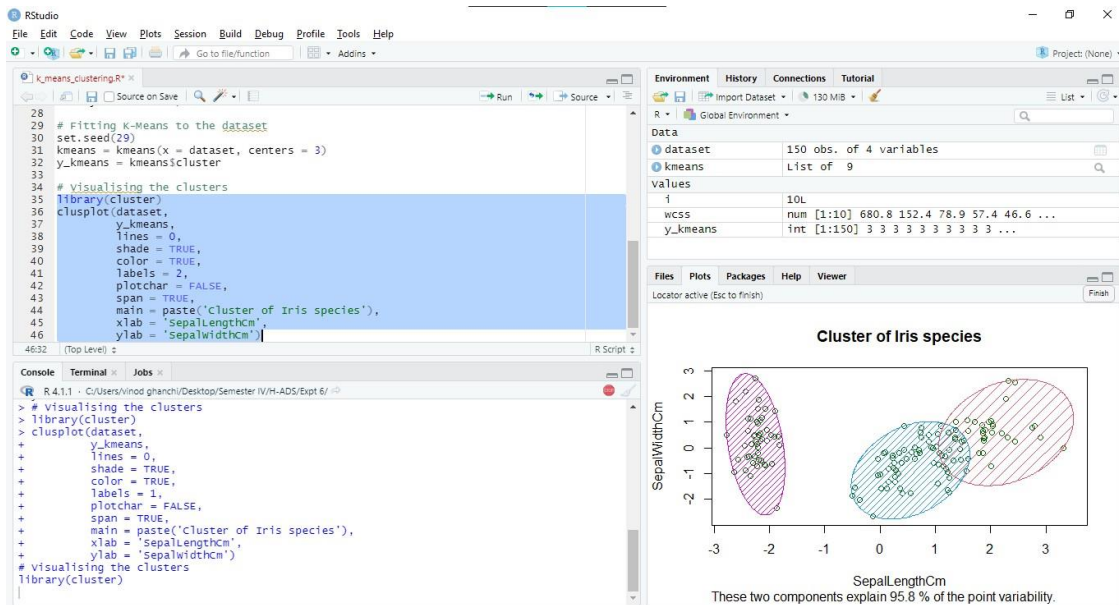 RStudio
File Edit Code View Plots Session Build Debug Profile Tools Help
Go to file/function Addins
Project: (None)
k_means_clustering.R*
Source on Save Run Source
28
29 # Fitting K-Means to the dataset
30 set.seed(29)
31 kmeans = kmeans(x = dataset, centers = 3)
32 y_kmeans = kmeans$cluster
33
34 # Visualising the clusters
35 library(cluster)
36 clusplot(dataset,
37 y_kmeans,
38 lines = 0,
39 shade = TRUE,
40 color = TRUE,
41 labels = 2,
42 plotchar = FALSE,
43 span = TRUE,
44 main = paste('Cluster of Iris species'),
45 xlab = 'SepalLengthCm',
46 ylab = 'SepalWidthCm')
46:32 (Top Level) R Script
Console Terminal Jobs
R 4.1.1 · C:/Users/vinod ghanchi/Desktop/Semester IV/H-ADS/Expt 6/
> # Visualising the clusters
> library(cluster)
> clusplot(dataset,
+ y_kmeans,
+ lines = 0,
+ shade = TRUE,
+ color = TRUE,
+ labels = 1,
+ plotchar = FALSE,
+ span = TRUE,
+ main = paste('Cluster of Iris species'),
+ xlab = 'SepalLengthCm',
+ ylab = 'SepalWidthCm')
# Visualising the clusters
library(cluster)
Environment History Connections Tutorial
Import Dataset 130 MiB List
R Global Environment
Data
dataset 150 obs. of 4 variables
kmeans List of 9
Values
i 10L
wcss num [1:10] 680.8 152.4 78.9 57.4 46.6 ...
y_kmeans int [1:150] 3 3 3 3 3 3 3 3 3 3 ...
Files Plots Packages Help Viewer
Locator active (Esc to finish) Finish
Cluster of Iris species
SepalWidthCm
3
2
1
0
-1
-2
-3 -2 -1 0 1 2 3
SepalLengthCm
These two components explain 95.8 % of the point variability.